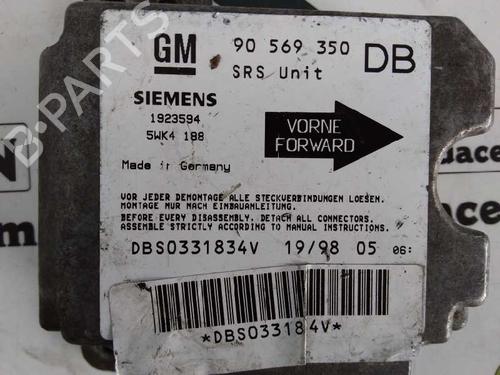 GM 90 569 350 DB
SRS Unit
SIEMENS
1923594
5WK4 188
VORNE
FORWARD
Made in Germany
VOR JEDER DEMONTAGE ALLE STECKVERBINDUNGEN LOESEN.
MONTAGE NUR NACH EINBAUANLEITUNG.
BEFORE EVERY DISASSEMBLY, DETACH ALL CONNECTORS.
ASSEMBLE STRICTLY ACCORDING TO MANUAL INSTRUCTIONS.
DBS0331834V 19/98 05 06:
*DBS0331834V*
B-PARTS